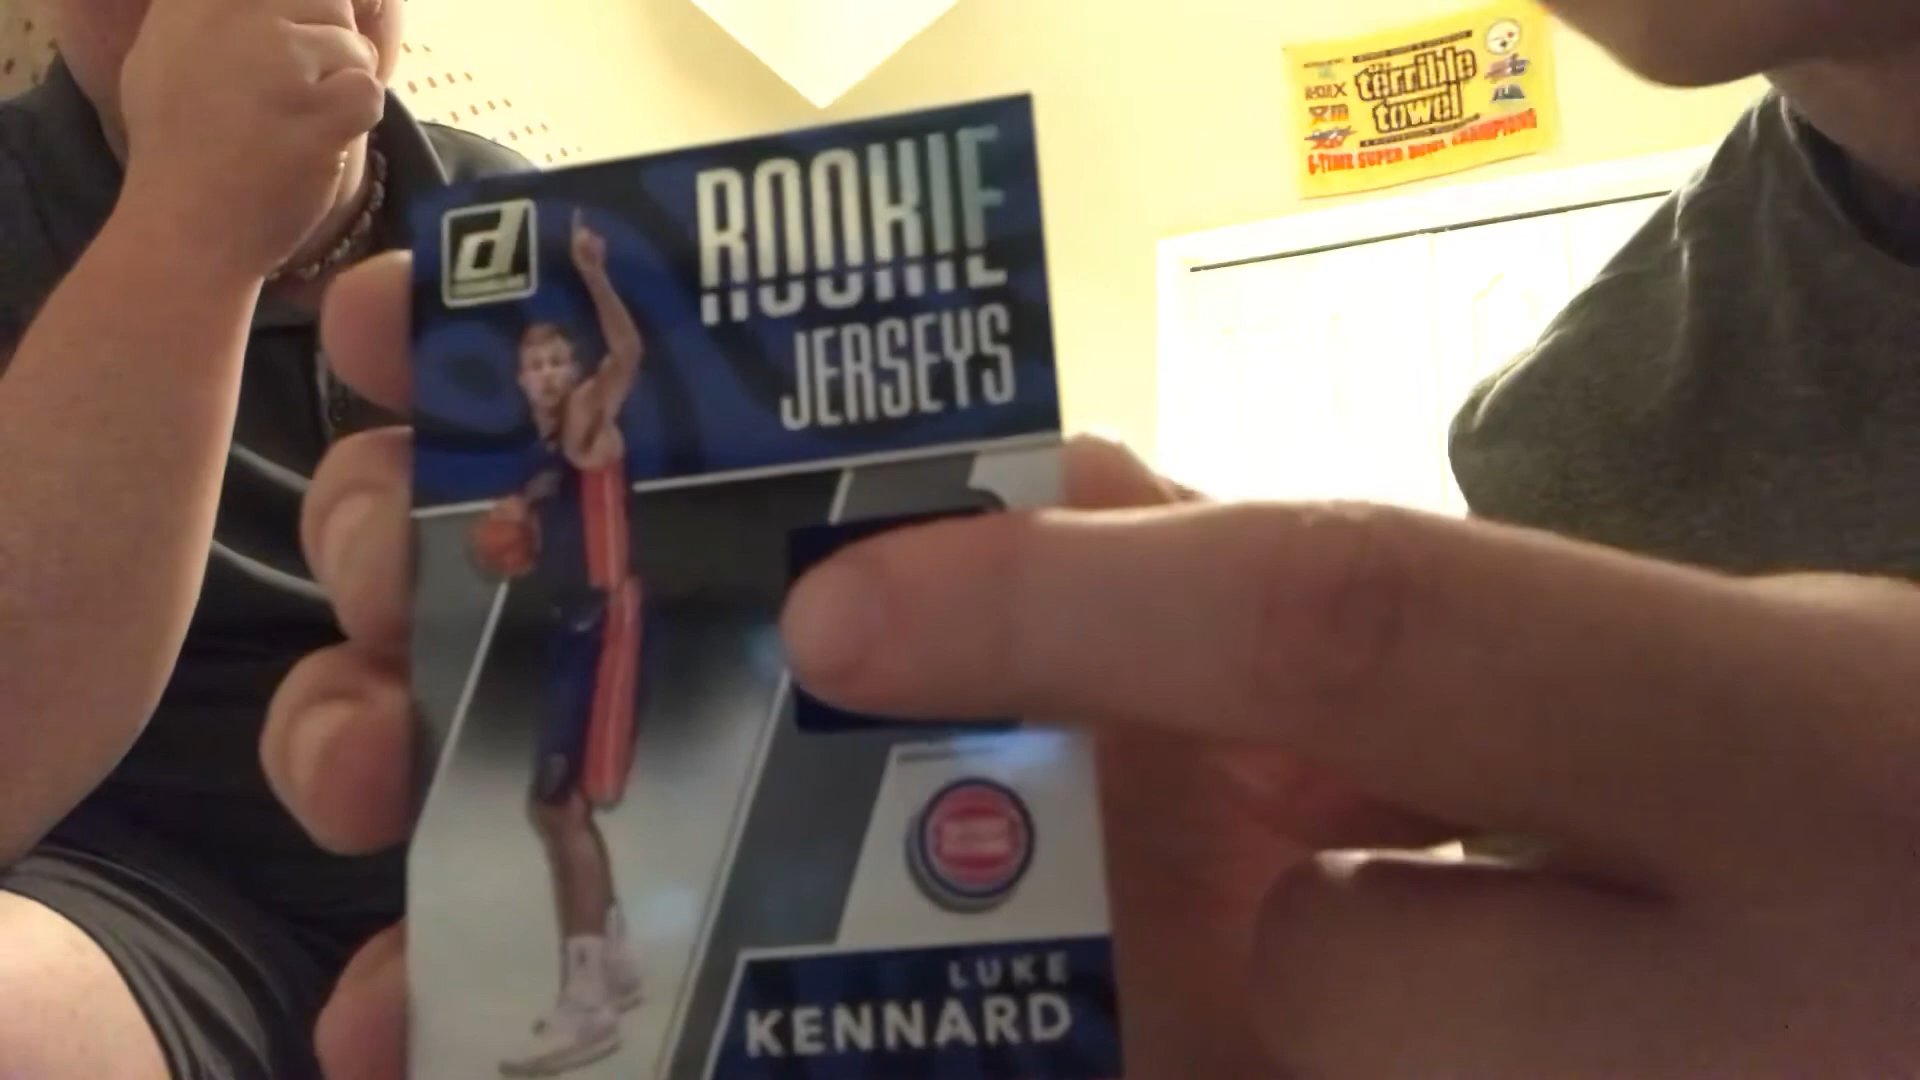 d
ROOKIE
JERSEYS
LUKE
KENNARD
terrible
towel
6-TIME SUPER BOWL CHAMPIONS